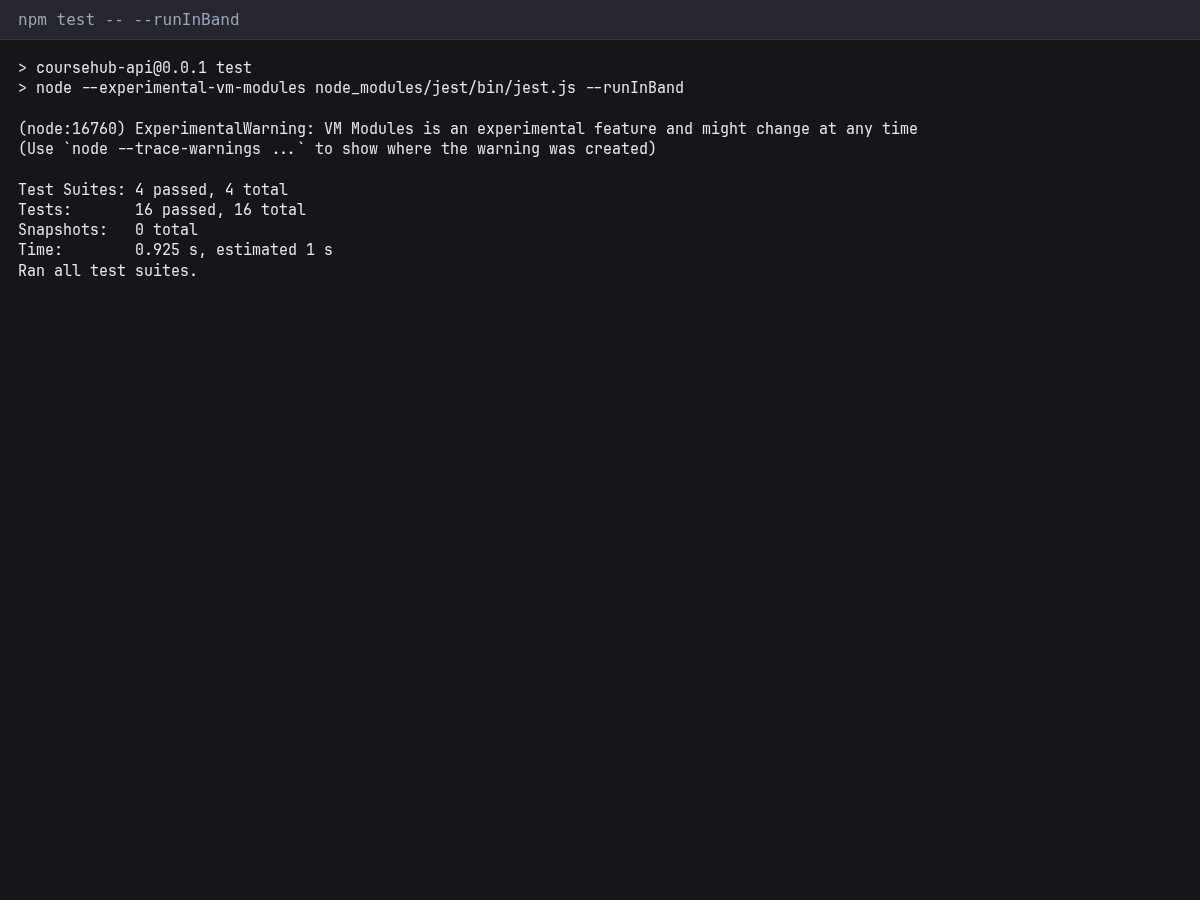 npm test -- --runInBand
> coursehub-api@0.0.1 test
> node --experimental-vm-modules node_modules/jest/bin/jest.js --runInBand
(node:16760) ExperimentalWarning: VM Modules is an experimental feature and might change at any time
(Use `node --trace-warnings ...` to show where the warning was created)
Test Suites: 4 passed, 4 total
Tests:       16 passed, 16 total
Snapshots:   0 total
Time:        0.925 s, estimated 1 s
Ran all test suites.